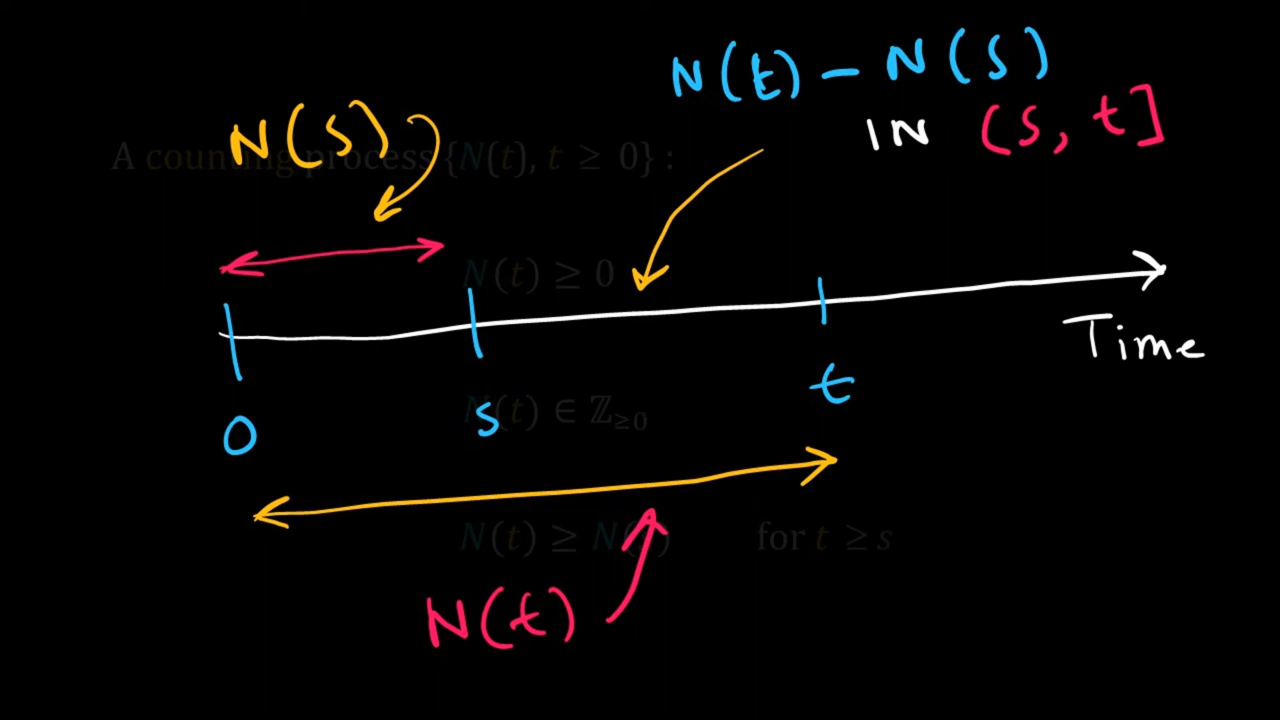 N(t) – N(s)
IN (s, t]
N(s)
A counting process {N(t), t ≥ 0} :
N(t) ≥ 0
Time
0 s t
N(t) ∈ ℤ≥0
N(t) ≥ N(s) for t ≥ s
N(t)